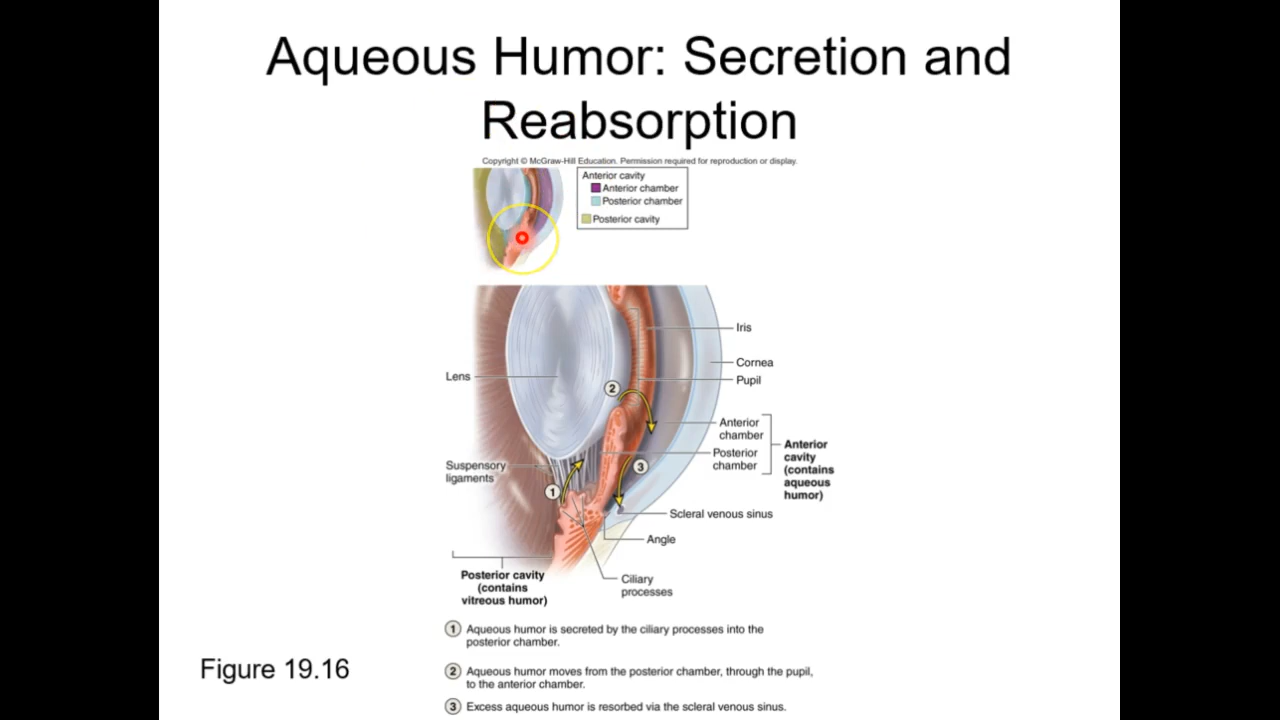 Aqueous Humor: Secretion and
Reabsorption
Copyright © McGraw-Hill Education. Permission required for reproduction or display.
Anterior cavity
Anterior chamber
Posterior chamber
Posterior cavity
Iris
Cornea
Lens
Pupil
2
Anterior
chamber
Posterior
chamber
Anterior
cavity
(contains
aqueous
humor)
Suspensory
ligaments
3
1
Scleral venous sinus
Angle
Posterior cavity
(contains
vitreous humor)
Ciliary
processes
1 Aqueous humor is secreted by the ciliary processes into the
posterior chamber.
2 Aqueous humor moves from the posterior chamber, through the pupil,
to the anterior chamber.
3 Excess aqueous humor is resorbed via the scleral venous sinus.
Figure 19.16